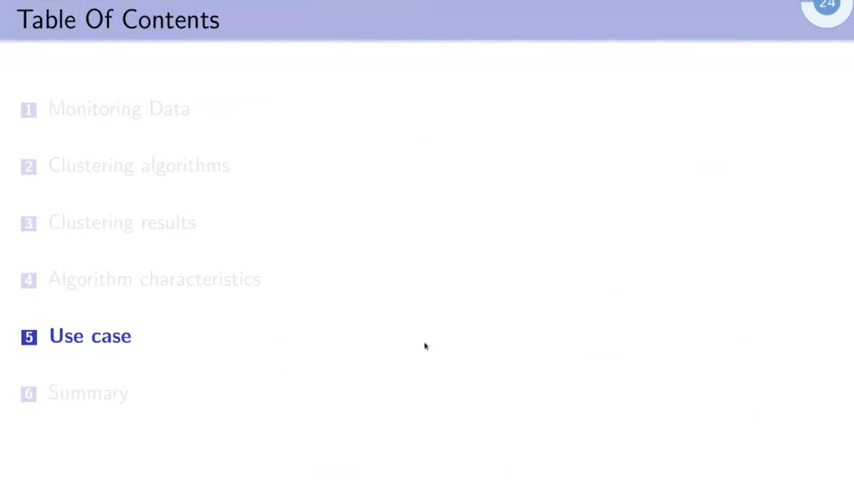 Table Of Contents
24
1 Monitoring Data
2 Clustering algorithms
3 Clustering results
4 Algorithm characteristics
5 Use case
6 Summary